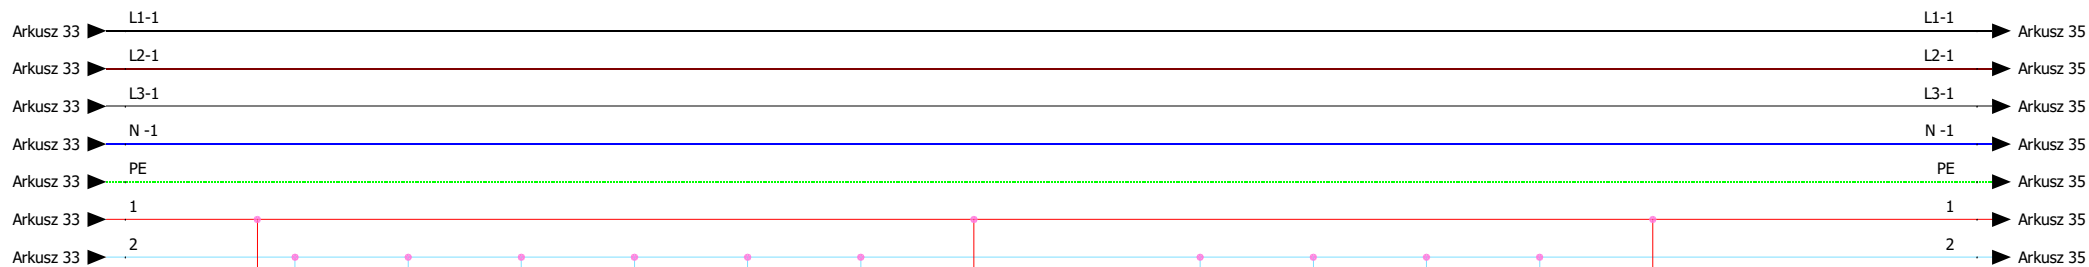 L1-1 L1-1
Arkusz 33 Arkusz 35
L2-1 L2-1
Arkusz 33 Arkusz 35
L3-1 L3-1
Arkusz 33 Arkusz 35
N -1 N -1
Arkusz 33 Arkusz 35
PE PE
Arkusz 33 Arkusz 35
1 1
Arkusz 33 Arkusz 35
2 2
Arkusz 33 Arkusz 35